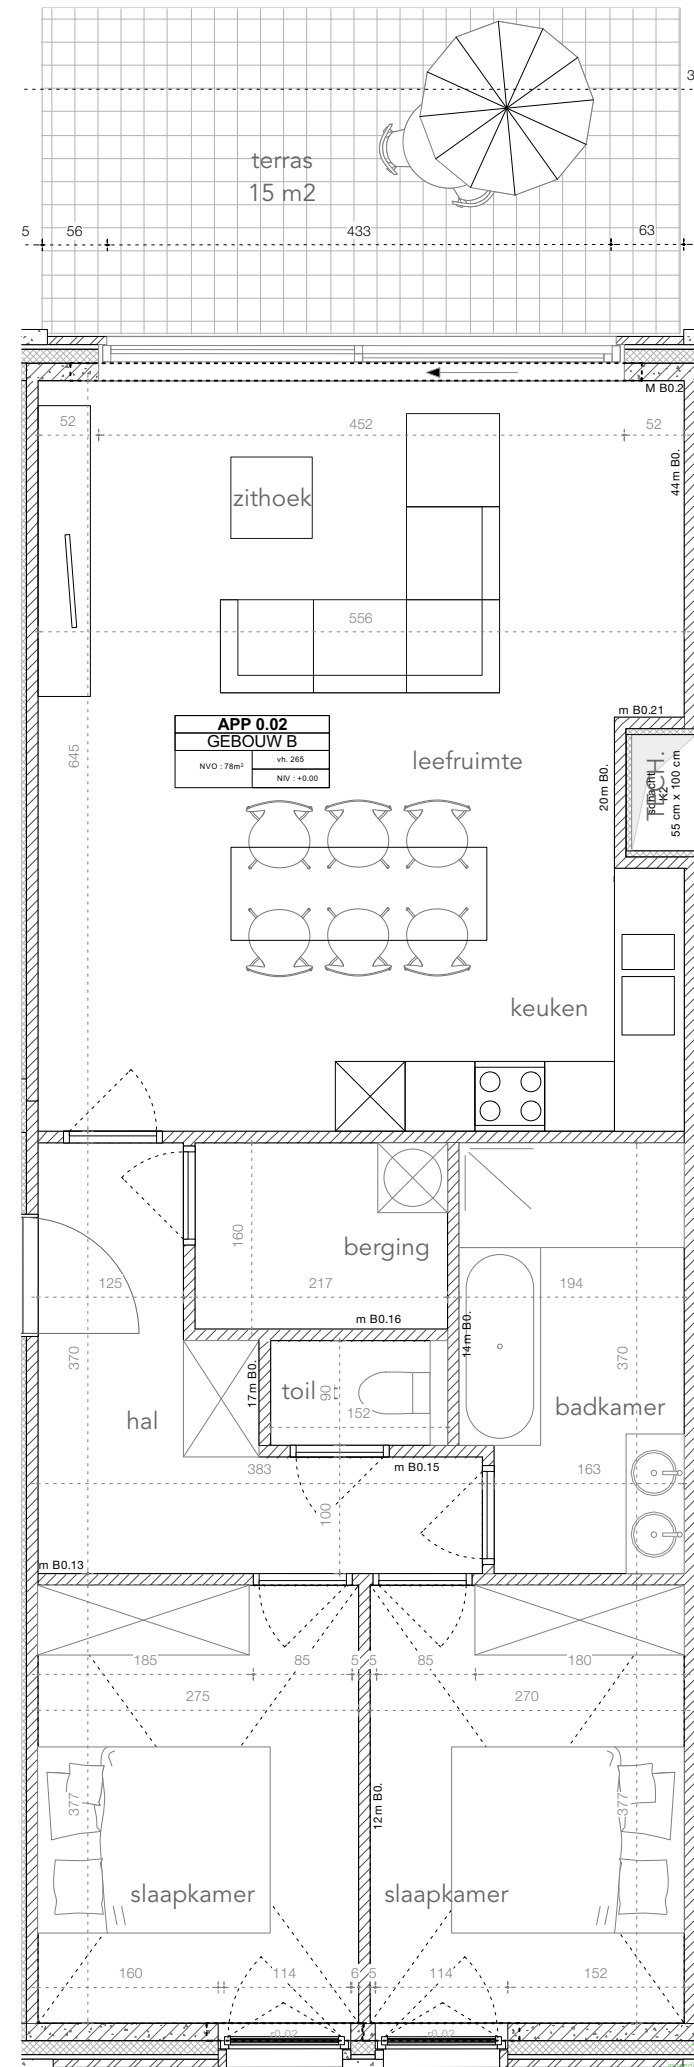 3
terras
15 m2
5 56 433 63
M B0.2
52 452 52
44m B0.
zithoek
556
m B0.21
APP 0.02
GEBOUW B
NVO : 78m²
vh. 265
NIV : +0.00
645
leefruimte
20m B0.
TECH.
schacht
K2
55 cm x 100 cm
keuken
160
berging
125 217 194
m B0.16
14m B0.
370
17m B0.
toil
90
152
370
hal
badkamer
383
m B0.15
163
100
m B0.13
185 85 5 5 85 180
275 270
377
12m B0.
377
slaapkamer
slaapkamer
160 114 6 5 114 152